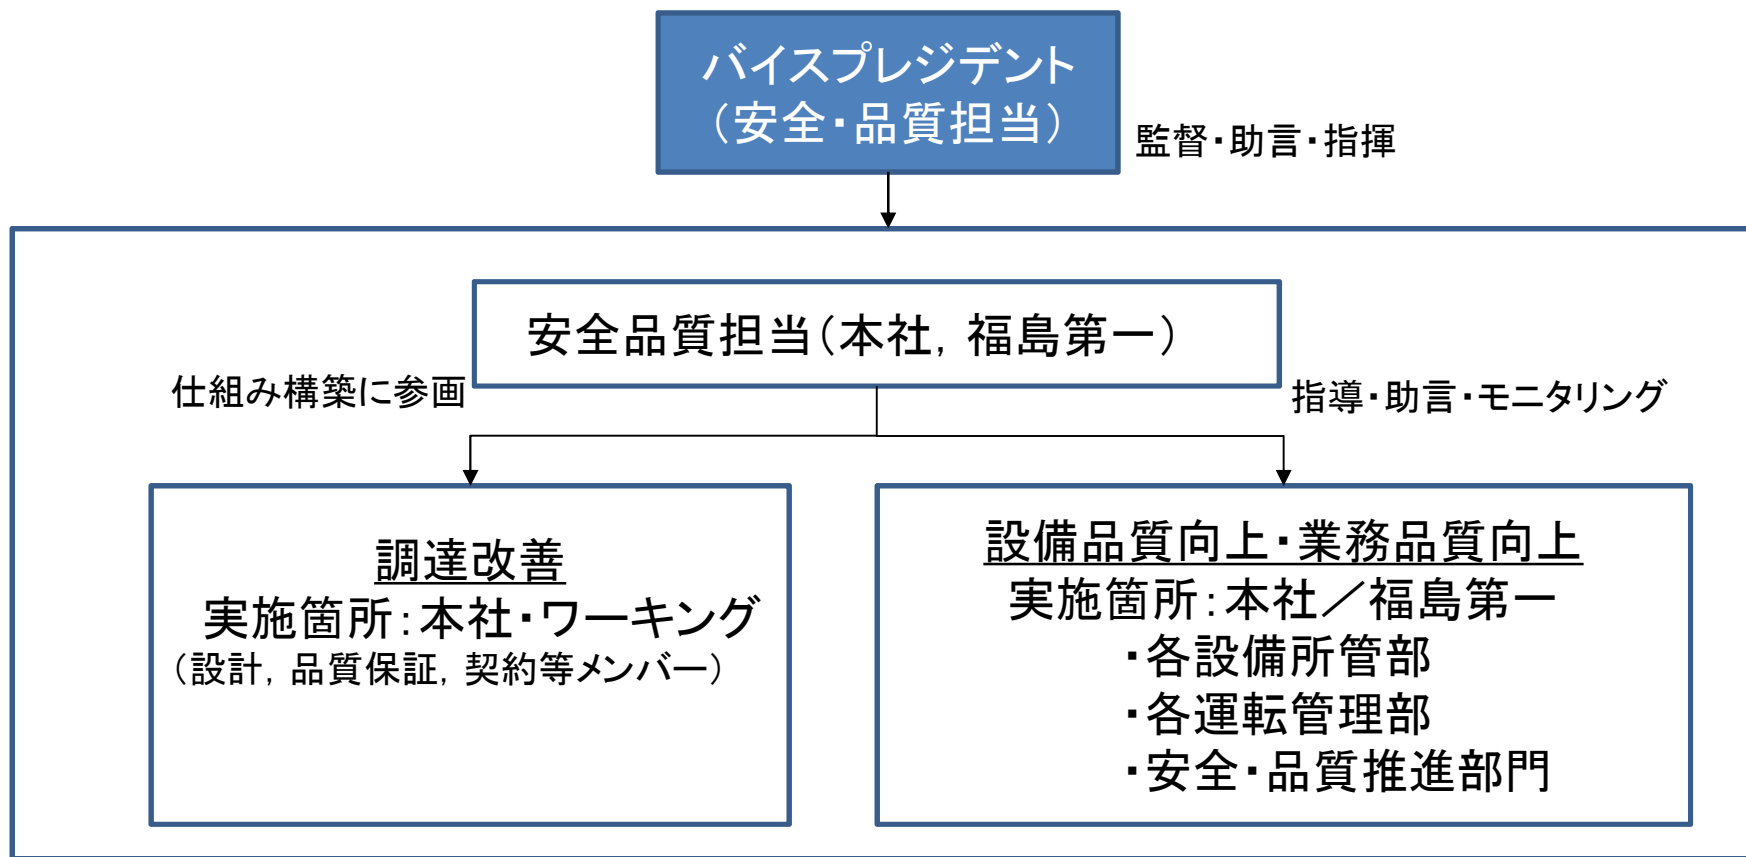 バイスプレジデント
（安全・品質担当）
監督・助言・指揮
安全品質担当（本社，福島第一）
仕組み構築に参画
指導・助言・モニタリング
調達改善
実施箇所：本社・ワーキング
（設計，品質保証，契約等メンバー）
設備品質向上・業務品質向上
実施箇所：本社／福島第一
・各設備所管部
・各運転管理部
・安全・品質推進部門